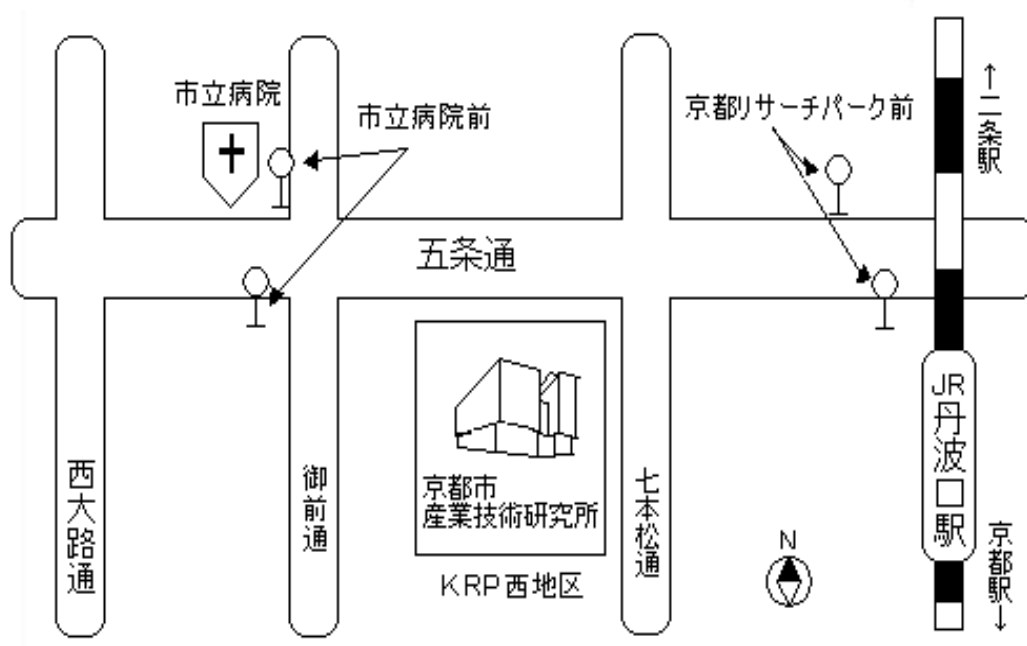 市立病院
市立病院前
京都リサーチパーク前
↑二条駅
五条通
西大路通
御前通
京都市
産業技術研究所
KRP西地区
七本松通
N
JR丹波口駅
京都駅↓